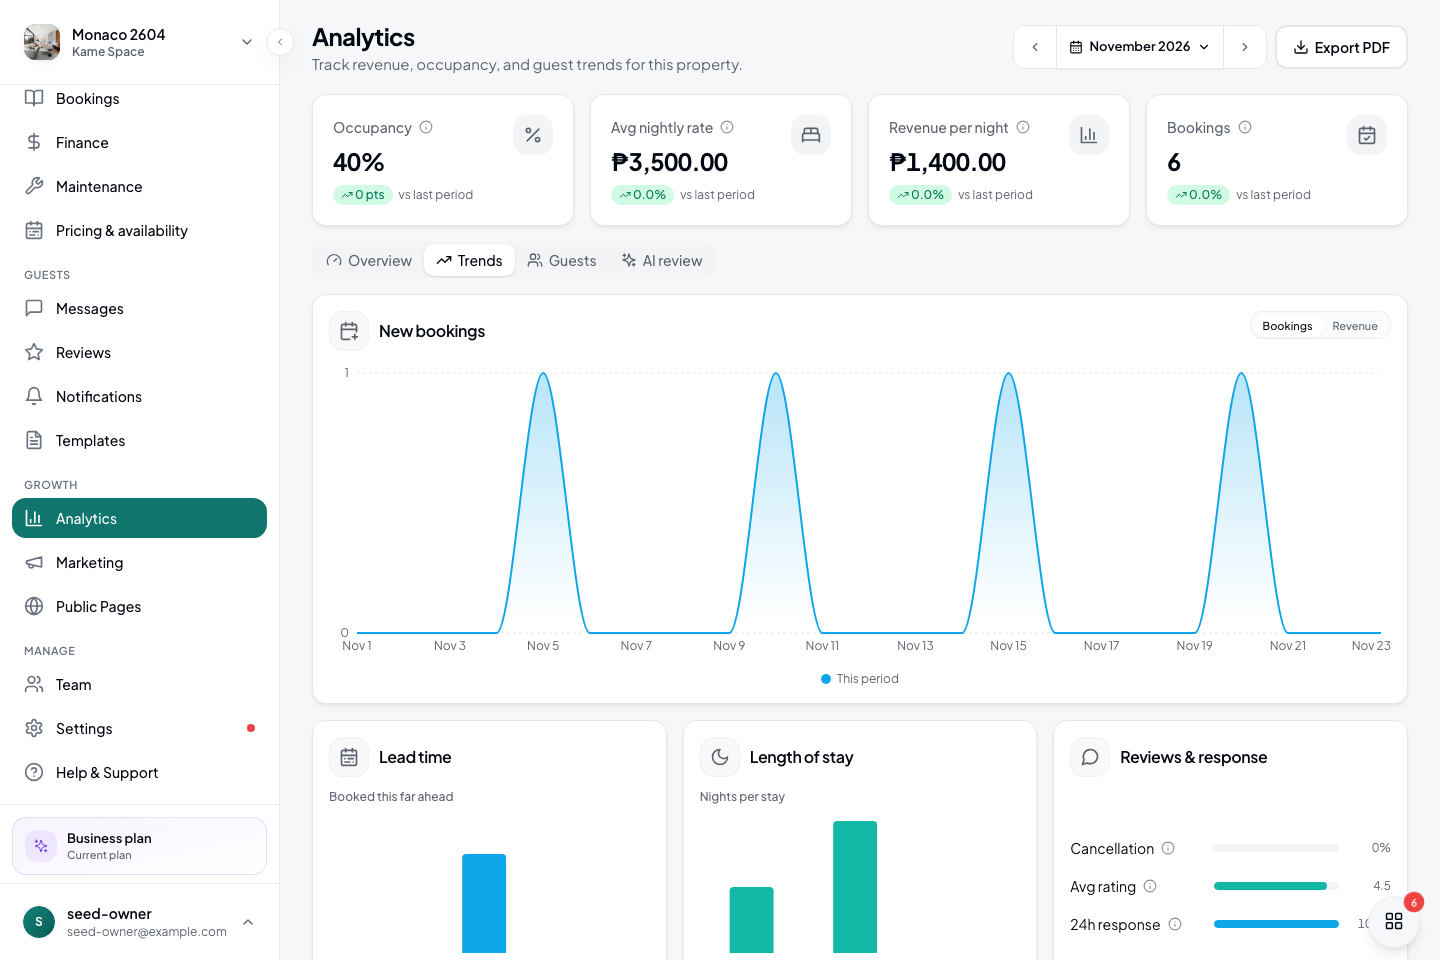 Monaco 2604
Kame Space
Bookings
Finance
Maintenance
Pricing & availability
GUESTS
Messages
Reviews
Notifications
Templates
GROWTH
Analytics
Marketing
Public Pages
MANAGE
Team
Settings
Help & Support
Business plan
Current plan
S
seed-owner
seed-owner@example.com
Analytics
Track revenue, occupancy, and guest trends for this property.
November 2026
Export PDF
Occupancy
40%
0 pts vs last period
Avg nightly rate
₱3,500.00
0.0% vs last period
Revenue per night
₱1,400.00
0.0% vs last period
Bookings
6
0.0% vs last period
Overview Trends Guests AI review
New bookings
Bookings Revenue
1
0
Nov 1 Nov 3 Nov 5 Nov 7 Nov 9 Nov 11 Nov 13 Nov 15 Nov 17 Nov 19 Nov 21 Nov 23
This period
Lead time
Booked this far ahead
Length of stay
Nights per stay
Reviews & response
Cancellation 0%
Avg rating 4.5
24h response
6